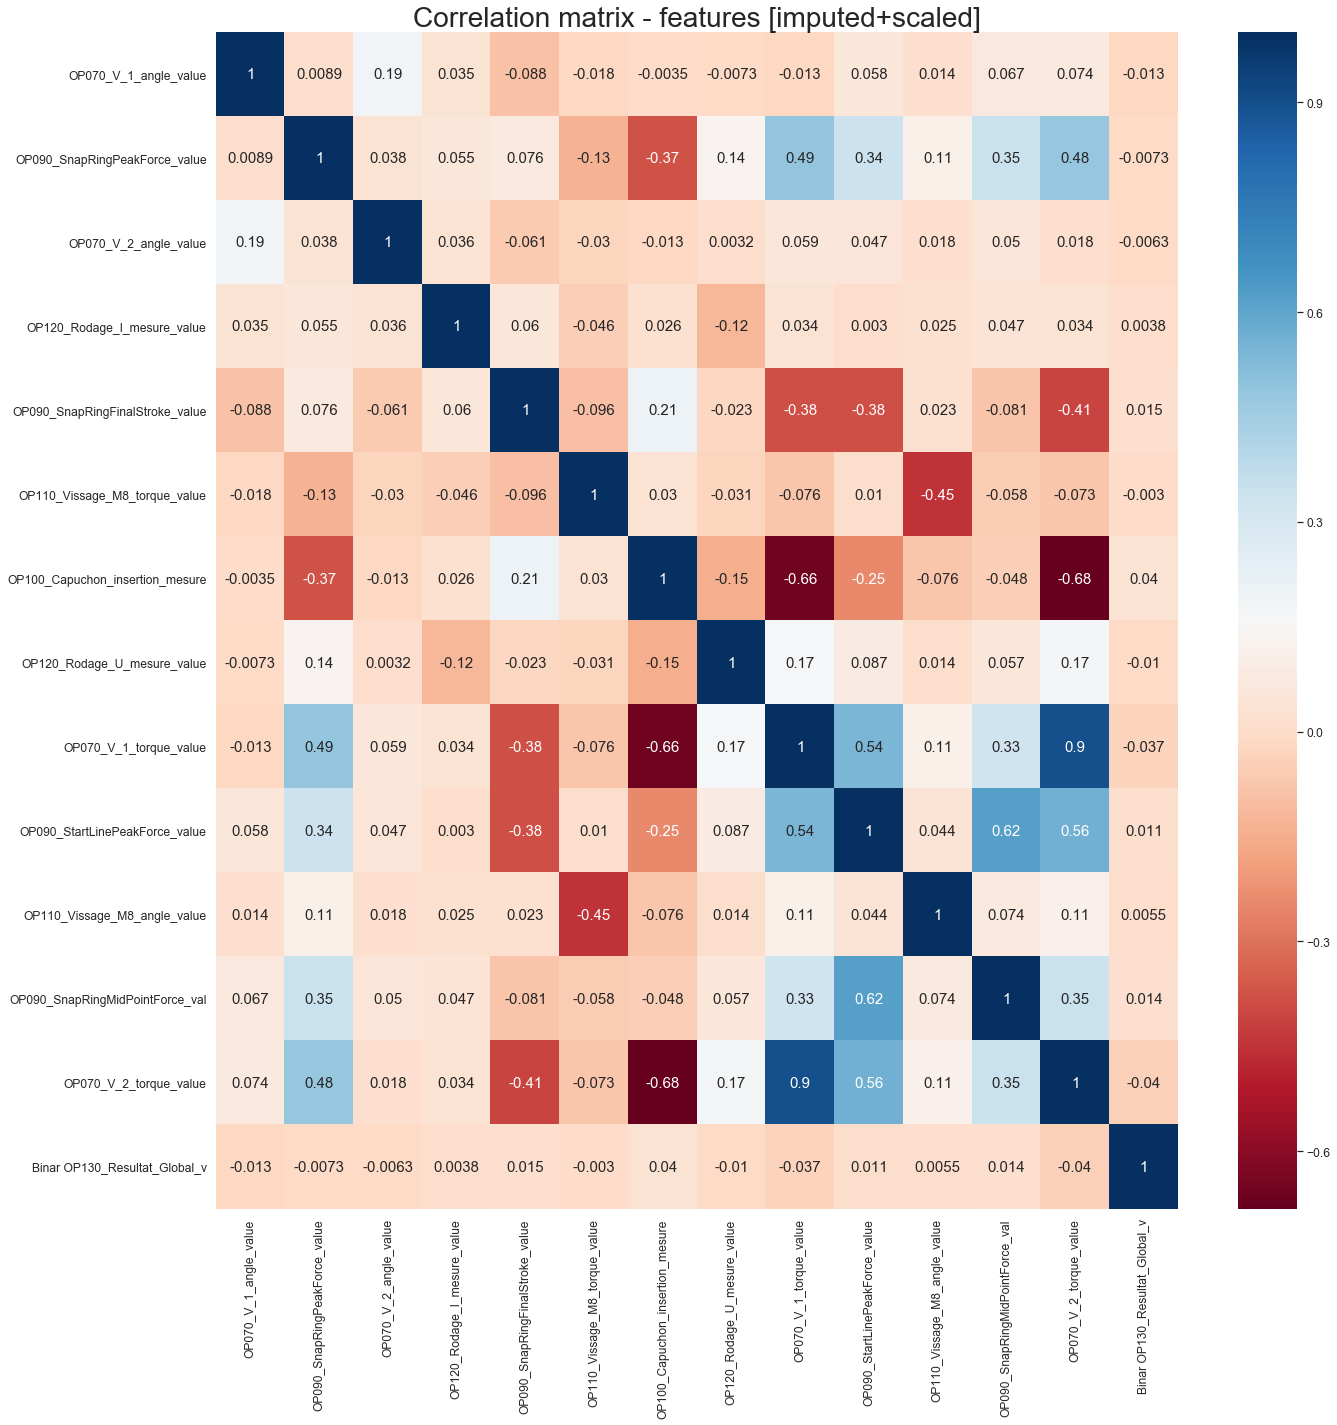 Correlation matrix - features [imputed+scaled]
OP070_V_1_angle_value 1 0.0089 0.19 0.035 -0.088 -0.018 -0.0035 -0.0073 -0.013 0.058 0.014 0.067 0.074 -0.013
OP090_SnapRingPeakForce_value 0.0089 1 0.038 0.055 0.076 -0.13 -0.37 0.14 0.49 0.34 0.11 0.35 0.48 -0.0073
OP070_V_2_angle_value 0.19 0.038 1 0.036 -0.061 -0.03 -0.013 0.0032 0.059 0.047 0.018 0.05 0.018 -0.0063
OP120_Rodage_I_mesure_value 0.035 0.055 0.036 1 0.06 -0.046 0.026 -0.12 0.034 0.003 0.025 0.047 0.034 0.0038
OP090_SnapRingFinalStroke_value -0.088 0.076 -0.061 0.06 1 -0.096 0.21 -0.023 -0.38 -0.38 0.023 -0.081 -0.41 0.015
OP110_Vissage_M8_torque_value -0.018 -0.13 -0.03 -0.046 -0.096 1 0.03 -0.031 -0.076 0.01 -0.45 -0.058 -0.073 -0.003
OP100_Capuchon_insertion_mesure -0.0035 -0.37 -0.013 0.026 0.21 0.03 1 -0.15 -0.66 -0.25 -0.076 -0.048 -0.68 0.04
OP120_Rodage_U_mesure_value -0.0073 0.14 0.0032 -0.12 -0.023 -0.031 -0.15 1 0.17 0.087 0.014 0.057 0.17 -0.01
OP070_V_1_torque_value -0.013 0.49 0.059 0.034 -0.38 -0.076 -0.66 0.17 1 0.54 0.11 0.33 0.9 -0.037
OP090_StartLinePeakForce_value 0.058 0.34 0.047 0.003 -0.38 0.01 -0.25 0.087 0.54 1 0.044 0.62 0.56 0.011
OP110_Vissage_M8_angle_value 0.014 0.11 0.018 0.025 0.023 -0.45 -0.076 0.014 0.11 0.044 1 0.074 0.11 0.0055
OP090_SnapRingMidPointForce_val 0.067 0.35 0.05 0.047 -0.081 -0.058 -0.048 0.057 0.33 0.62 0.074 1 0.35 0.014
OP070_V_2_torque_value 0.074 0.48 0.018 0.034 -0.41 -0.073 -0.68 0.17 0.9 0.56 0.11 0.35 1 -0.04
Binar OP130_Resultat_Global_v -0.013 -0.0073 -0.0063 0.0038 0.015 -0.003 0.04 -0.01 -0.037 0.011 0.0055 0.014 -0.04 1
OP070_V_1_angle_value
OP090_SnapRingPeakForce_value
OP070_V_2_angle_value
OP120_Rodage_I_mesure_value
OP090_SnapRingFinalStroke_value
OP110_Vissage_M8_torque_value
OP100_Capuchon_insertion_mesure
OP120_Rodage_U_mesure_value
OP070_V_1_torque_value
OP090_StartLinePeakForce_value
OP110_Vissage_M8_angle_value
OP090_SnapRingMidPointForce_val
OP070_V_2_torque_value
Binar OP130_Resultat_Global_v
0.9
0.6
0.3
0.0
−0.3
−0.6